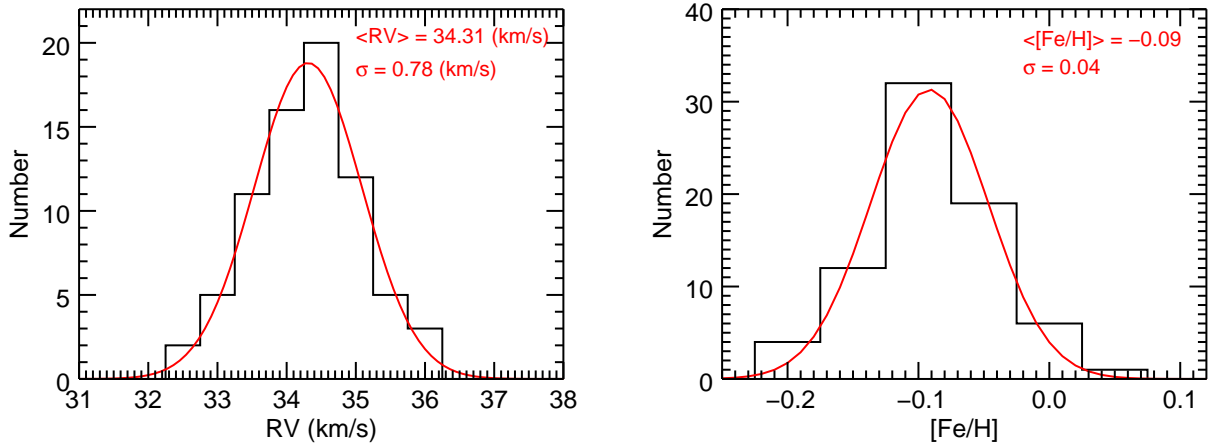 <RV> = 34.31 (km/s)
σ = 0.78 (km/s)
20
15
10
5
0
Number
31 32 33 34 35 36 37 38
RV (km/s)
<[Fe/H]> = −0.09
σ = 0.04
40
30
20
10
0
Number
−0.2 −0.1 0.0 0.1
[Fe/H]